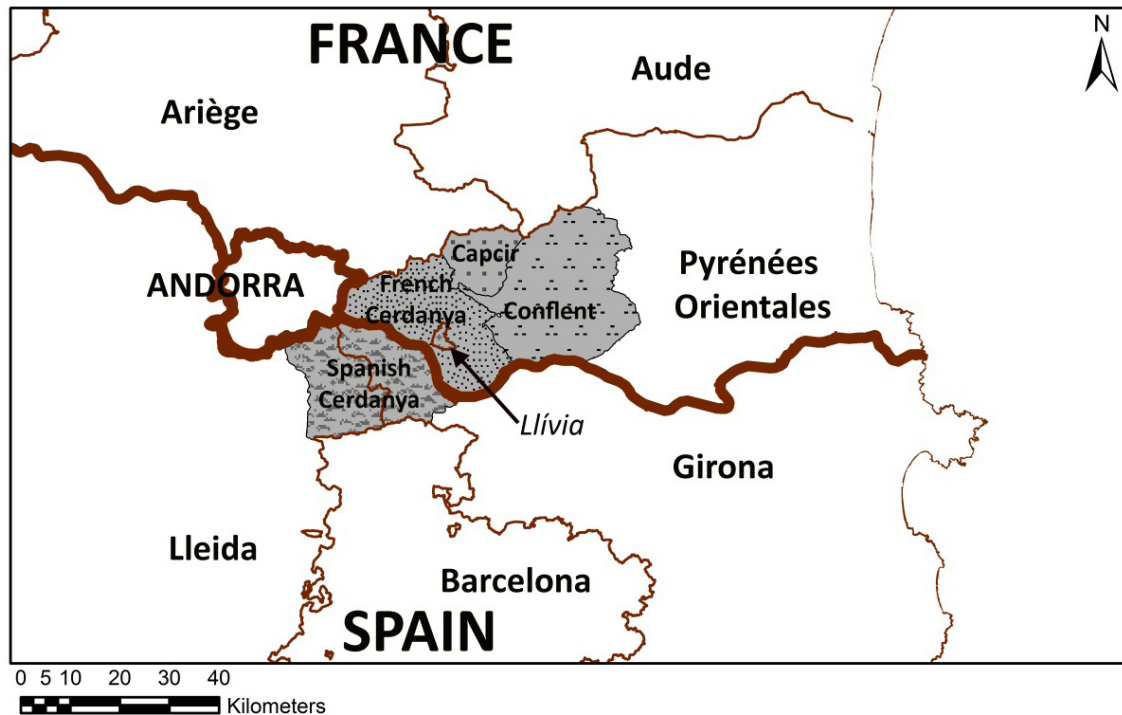 FRANCE
N
Aude
Ariège
Capcir
ANDORRA
French
Cerdanya
Conflent
Pyrénées
Orientales
Spanish
Cerdanya
Llívia
Girona
Lleida
Barcelona
SPAIN
0 5 10 20 30 40
Kilometers